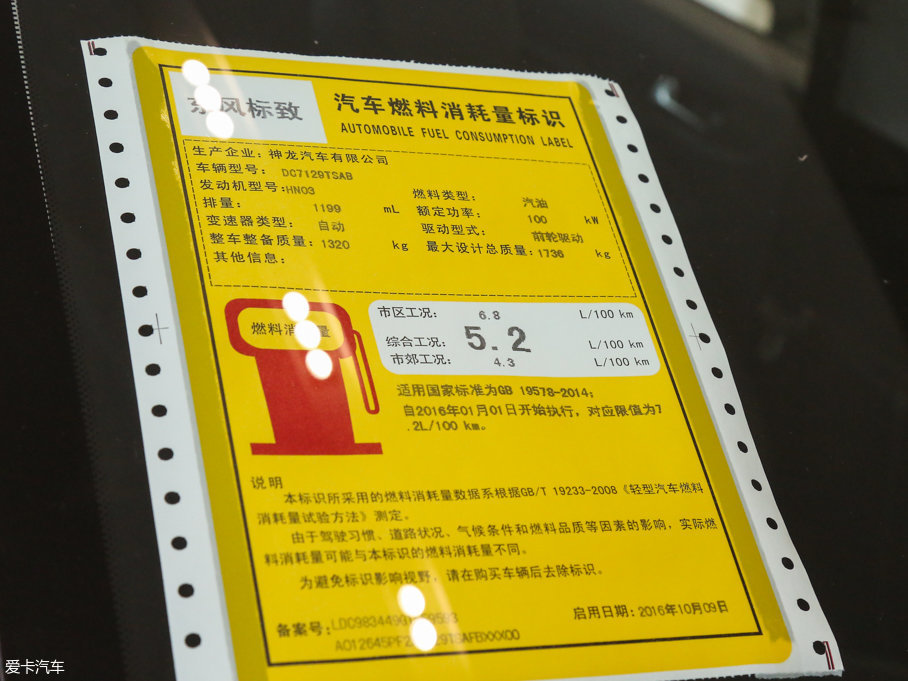 东风标致
汽车燃料消耗量标识
AUTOMOBILE FUEL CONSUMPTION LABEL
生产企业：神龙汽车有限公司
车辆型号： DC7129TSAB
发动机型号：HN03 燃料类型： 汽油
排量： 1199 mL 额定功率： 100 kW
变速器类型： 自动 驱动型式： 前轮驱动
整车整备质量：1320 kg 最大设计总质量：1736 kg
其他信息：
燃料消耗量
市区工况： 6.8 L/100 km
综合工况： 5.2 L/100 km
市郊工况： 4.3 L/100 km
适用国家标准为GB 19578-2014；
自2016年01月01日开始执行，对应限值为7
.2L/100 km。
说明
本标识所采用的燃料消耗量数据系根据GB/T 19233-2008《轻型汽车燃料
消耗量试验方法》测定。
由于驾驶习惯、道路状况、气候条件和燃料品质等因素的影响，实际燃
料消耗量可能与本标识的燃料消耗量不同。
为避免标识影响视野，请在购买车辆后去除标识。
备案号： 启用日期：2016年10月09日
爱卡汽车